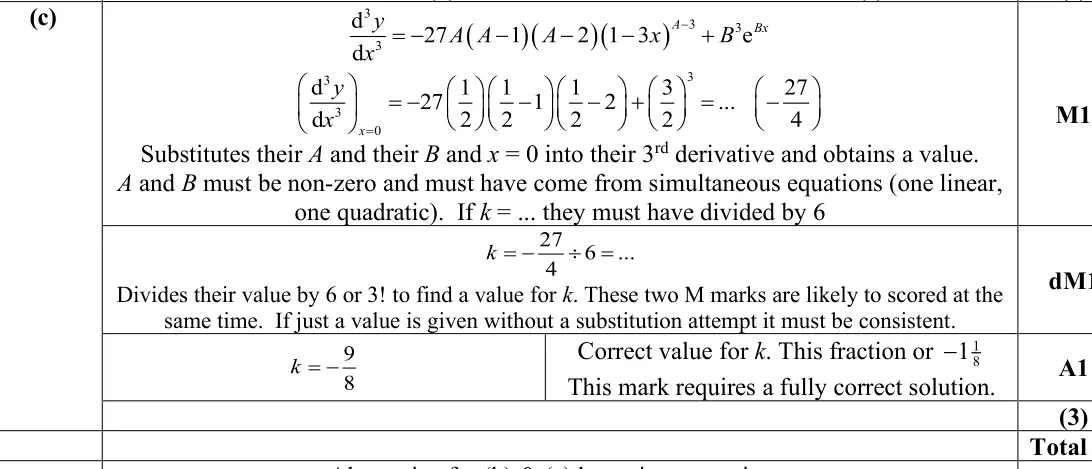 (c)
d³y/dx³ = −27A(A−1)(A−2)(1−3x)^(A−3) + B³e^(Bx)
(d³y/dx³)_(x=0) = −27(1/2)(1/2 −1)(1/2 −2)+(3/2)³ = ... (−27/4)
M1
Substitutes their A and their B and x = 0 into their 3rd derivative and obtains a value.
A and B must be non-zero and must have come from simultaneous equations (one linear,
one quadratic). If k = ... they must have divided by 6
k = −27/4 ÷ 6 = ...
dM1
Divides their value by 6 or 3! to find a value for k. These two M marks are likely to scored at the
same time. If just a value is given without a substitution attempt it must be consistent.
k = −9/8
Correct value for k. This fraction or −1 1/8
This mark requires a fully correct solution.
A1
(3)
Total